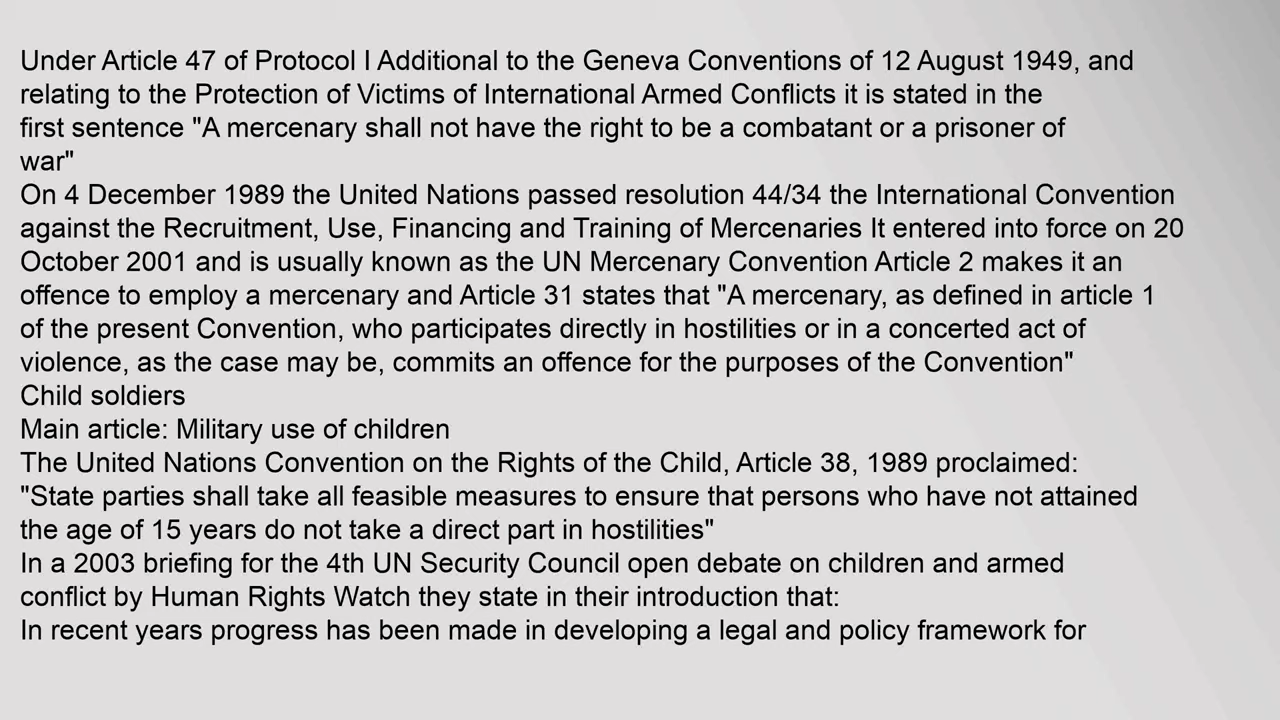 Under Article 47 of Protocol I Additional to the Geneva Conventions of 12 August 1949, and
relating to the Protection of Victims of International Armed Conflicts it is stated in the
first sentence "A mercenary shall not have the right to be a combatant or a prisoner of
war"
On 4 December 1989 the United Nations passed resolution 44/34 the International Convention
against the Recruitment, Use, Financing and Training of Mercenaries It entered into force on 20
October 2001 and is usually known as the UN Mercenary Convention Article 2 makes it an
offence to employ a mercenary and Article 31 states that "A mercenary, as defined in article 1
of the present Convention, who participates directly in hostilities or in a concerted act of
violence, as the case may be, commits an offence for the purposes of the Convention"
Child soldiers
Main article: Military use of children
The United Nations Convention on the Rights of the Child, Article 38, 1989 proclaimed:
"State parties shall take all feasible measures to ensure that persons who have not attained
the age of 15 years do not take a direct part in hostilities"
In a 2003 briefing for the 4th UN Security Council open debate on children and armed
conflict by Human Rights Watch they state in their introduction that:
In recent years progress has been made in developing a legal and policy framework for